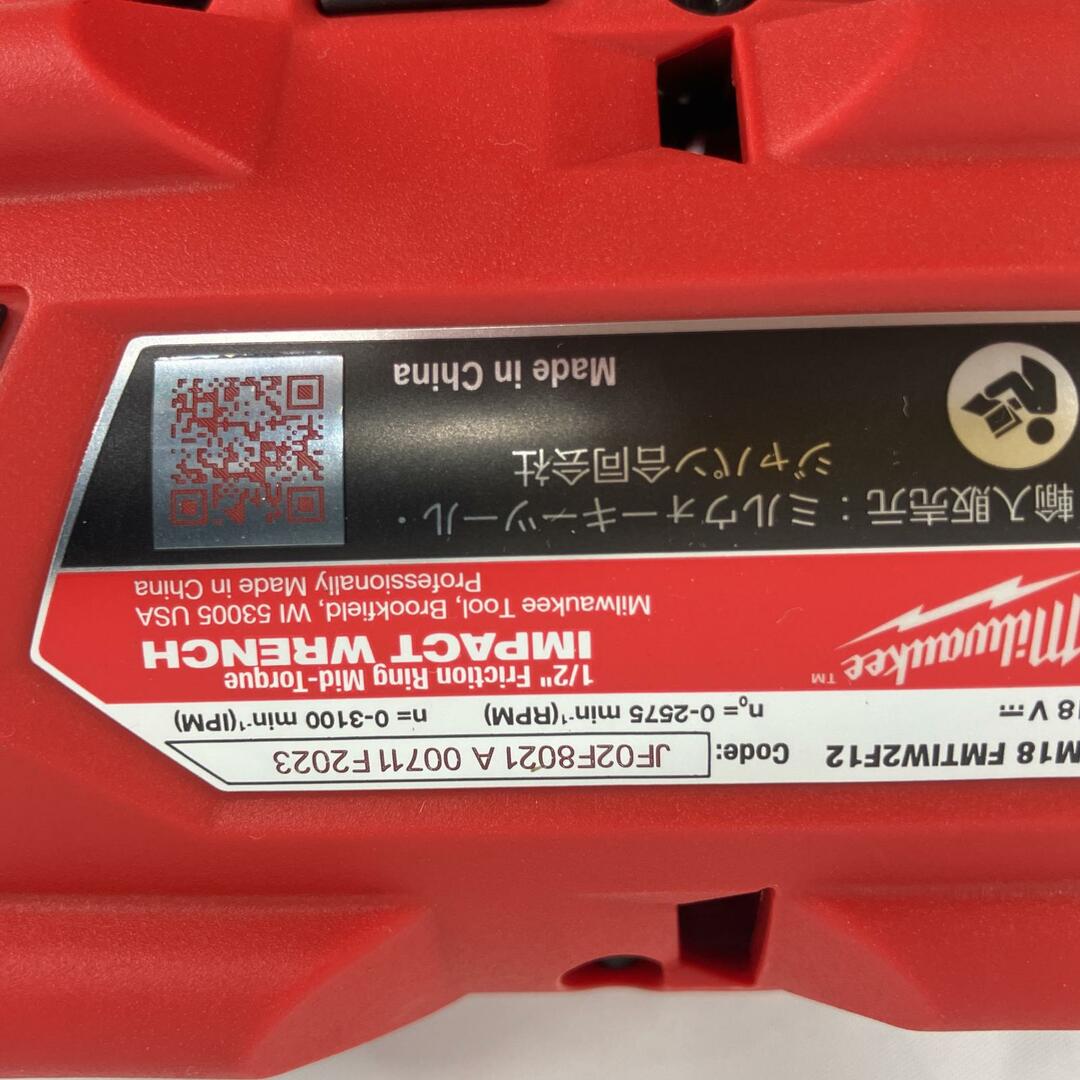 M18 FMTIW2F12
Code: JF02F8021 A 00711 F2023
18 V
n₀= 0-2575 min⁻¹(RPM) n= 0-3100 min⁻¹(IPM)
Milwaukee™
1/2" Friction Ring Mid-Torque
IMPACT WRENCH
Milwaukee Tool, Brookfield, WI 53005 USA
Professionally Made in China
輸入販売元：ミルウォーキーツール・
ジャパン合同会社
Made in China